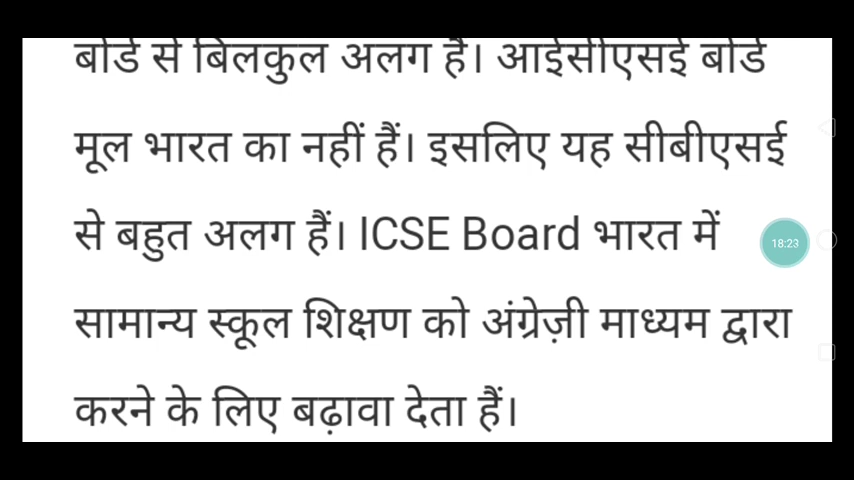 बोर्ड से बिलकुल अलग है। आईसीएसई बोर्ड
मूल भारत का नहीं हैं। इसलिए यह सीबीएसई
से बहुत अलग हैं। ICSE Board भारत में
18:23
सामान्य स्कूल शिक्षण को अंग्रेज़ी माध्यम द्वारा
करने के लिए बढ़ावा देता हैं।